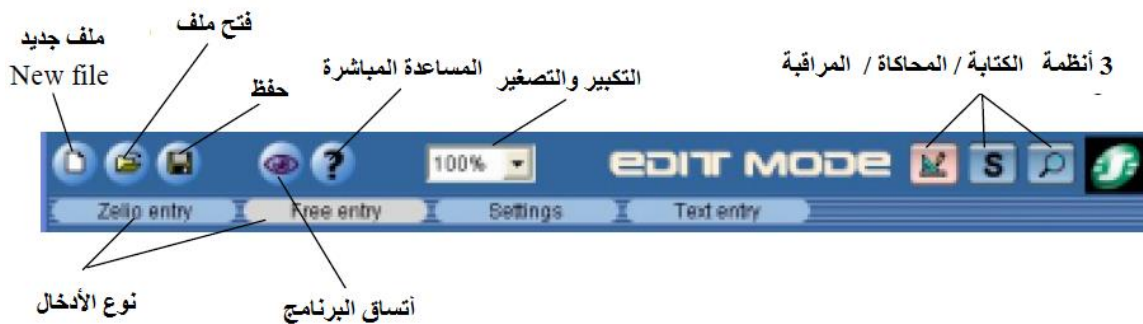 فتح ملف
ملف جديد
New file
حفظ
المساعدة المباشرة
التكبير والتصغير
3 أنظمة الكتابة / المحاكاة / المراقبة
100%
EDIT MODE
S
Zelio entry
Free entry
Settings
Text entry
نوع الأدخال
أتساق البرنامج